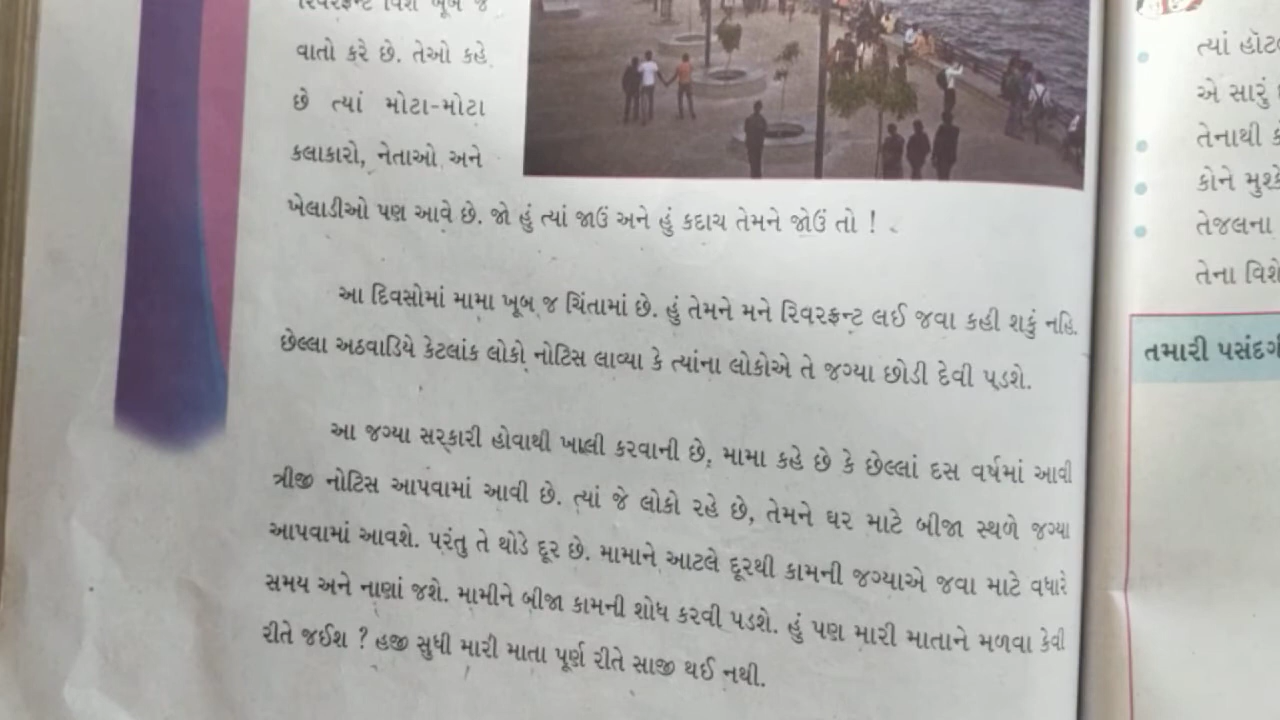 રિવરફ્રન્ટ વિશે ખૂબ જ
વાતો કરે છે. તેઓ કહે
છે ત્યાં મોટા-મોટા
કલાકારો, નેતાઓ અને
ખેલાડીઓ પણ આવે છે. જો હું ત્યાં જાઉં અને હું કદાચ તેમને જોઉં તો !
આ દિવસોમાં મામા ખૂબ જ ચિંતામાં છે. હું તેમને મને રિવરફ્રન્ટ લઈ જવા કહી શકું નહિ.
છેલ્લા અઠવાડિયે કેટલાંક લોકો નોટિસ લાવ્યા કે ત્યાંના લોકોએ તે જગ્યા છોડી દેવી પડશે.
આ જગ્યા સરકારી હોવાથી ખાલી કરવાની છે, મામા કહે છે કે છેલ્લાં દસ વર્ષમાં આવી
ત્રીજી નોટિસ આપવામાં આવી છે. ત્યાં જે લોકો રહે છે, તેમને ઘર માટે બીજા સ્થળે જગ્યા
આપવામાં આવશે. પરંતુ તે થોડે દૂર છે. મામાને આટલે દૂરથી કામની જગ્યાએ જવા માટે વધારે
સમય અને નાણાં જશે. મામીને બીજા કામની શોધ કરવી પડશે. હું પણ મારી માતાને મળવા કેવી
રીતે જઈશ ? હજી સુધી મારી માતા પૂર્ણ રીતે સાજી થઈ નથી.
ત્યાં
એ સારું
તેનાથી
કોને
તેજલના
તેના
તમારી